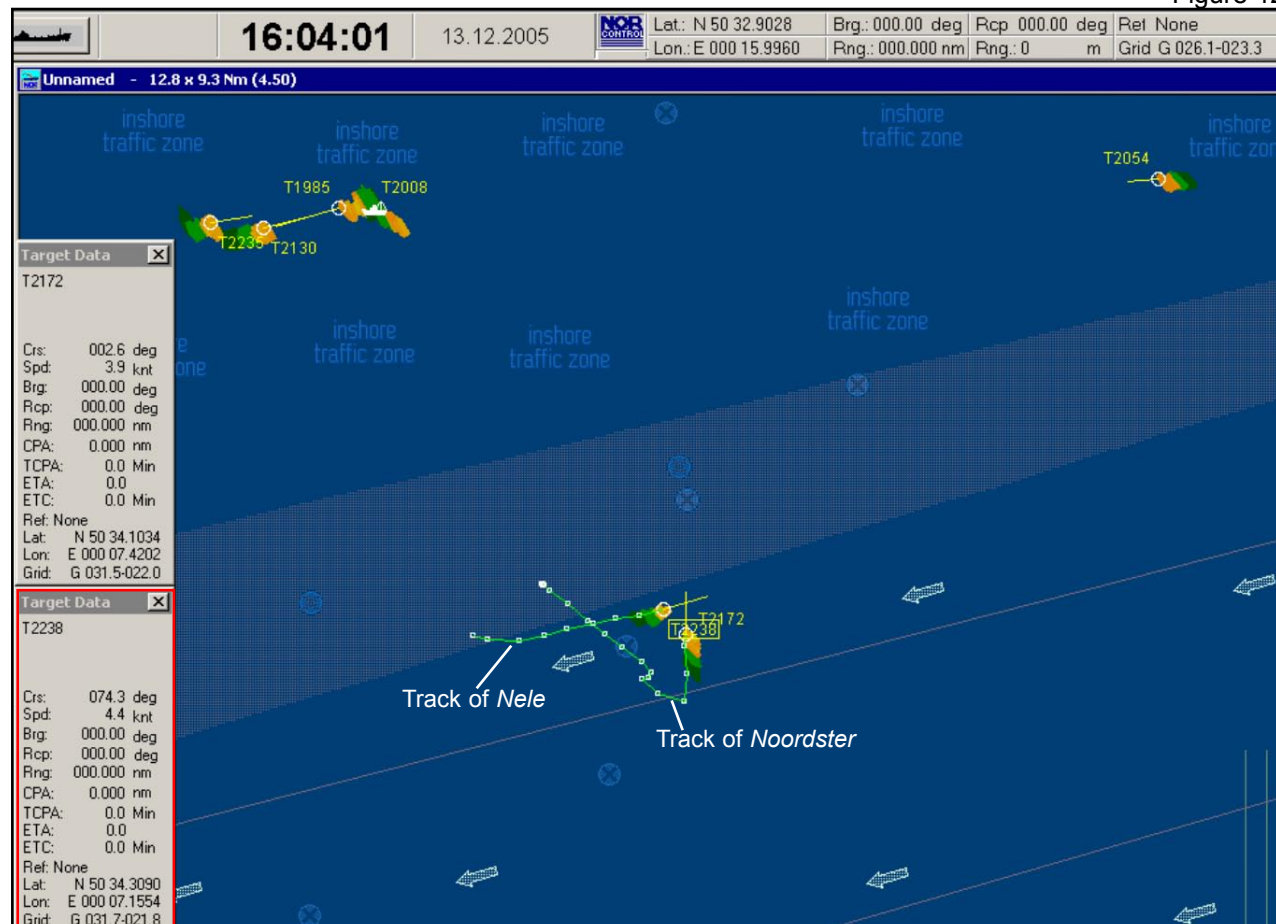 16:04:01
13.12.2005
NOR
CONTROL
Lat.: N 50 32.9028
Lon.: E 000 15.9960
Brg.: 000.00 deg
Rng.: 000.000 nm
Rcp 000.00 deg
Rng.: 0 m
Ref None
Grid G 026.1-023.3
Unnamed - 12.8 x 9.3 Nm (4.50)
inshore
traffic zone
inshore
traffic zone
inshore
traffic zone
inshore
traffic zone
inshore
T2054
T1985
T2008
T2235
T2130
inshore
traffic zone
inshore
traffic zone
inshore
traffic zone
Target Data
T2172
Crs: 002.6 deg
Spd: 3.9 knt
Brg: 000.00 deg
Rcp: 000.00 deg
Rng: 000.000 nm
CPA: 0.000 nm
TCPA: 0.0 Min
ETA: 0.0
ETC: 0.0 Min
Ref: None
Lat: N 50 34.1034
Lon: E 000 07.4202
Grid: G 031.5-022.0
Target Data
T2238
Crs: 074.3 deg
Spd: 4.4 knt
Brg: 000.00 deg
Rcp: 000.00 deg
Rng: 000.000 nm
CPA: 0.000 nm
TCPA: 0.0 Min
ETA: 0.0
ETC: 0.0 Min
Ref: None
Lat: N 50 34.3090
Lon: E 000 07.1554
Grid: G 031.7-021.8
T2172
T2238
Track of Nele
Track of Noordster